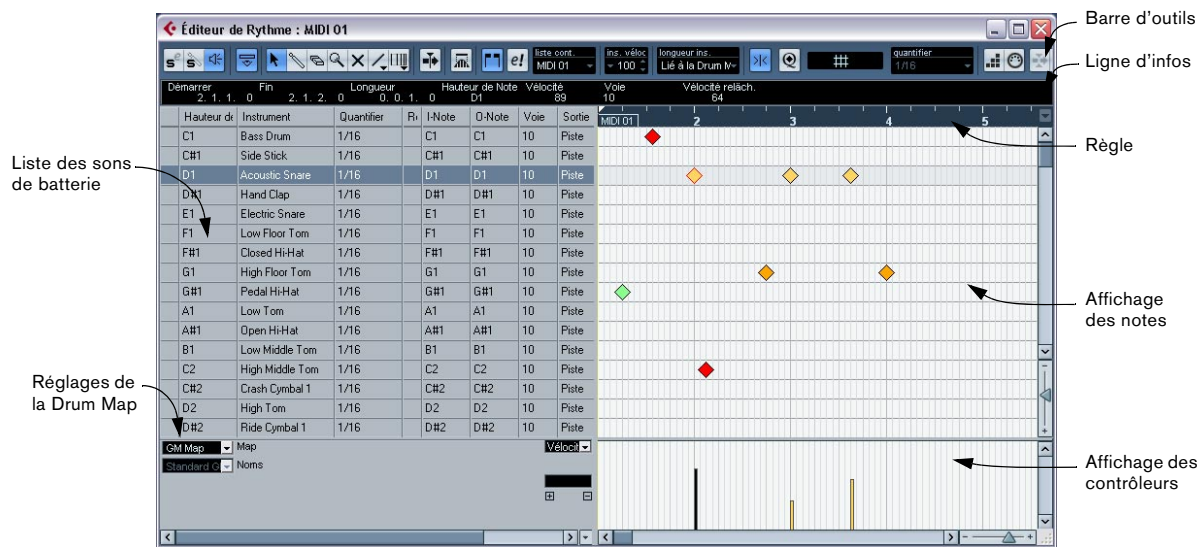 Éditeur de Rythme : MIDI 01
Barre d'outils
liste cont. ins. véloc longueur ins. quantifier
MIDI 01 100 Lié à la Drum M 1/16
Ligne d'infos
Démarrer Fin Longueur Hauteur de Note Vélocité Voie Vélocité relâch.
2. 1. 1. 0 2. 1. 2. 0 0. 0. 1. 0 D1 89 10 64
Hauteur de Instrument Quantifier I-Note O-Note Voie Sortie
MIDI 01 2 3 4 5
Règle
C1 Bass Drum 1/16 C1 C1 10 Piste
C#1 Side Stick 1/16 C#1 C#1 10 Piste
D1 Acoustic Snare 1/16 D1 D1 10 Piste
D#1 Hand Clap 1/16 D#1 D#1 10 Piste
E1 Electric Snare 1/16 E1 E1 10 Piste
F1 Low Floor Tom 1/16 F1 F1 10 Piste
F#1 Closed Hi-Hat 1/16 F#1 F#1 10 Piste
G1 High Floor Tom 1/16 G1 G1 10 Piste
G#1 Pedal Hi-Hat 1/16 G#1 G#1 10 Piste
A1 Low Tom 1/16 A1 A1 10 Piste
A#1 Open Hi-Hat 1/16 A#1 A#1 10 Piste
B1 Low Middle Tom 1/16 B1 B1 10 Piste
C2 High Middle Tom 1/16 C2 C2 10 Piste
C#2 Crash Cymbal 1 1/16 C#2 C#2 10 Piste
D2 High Tom 1/16 D2 D2 10 Piste
D#2 Ride Cymbal 1 1/16 D#2 D#2 10 Piste
Liste des sons
de batterie
Affichage
des notes
Réglages de
la Drum Map
GM Map Map Vélocit
Standard G Noms
Affichage des
contrôleurs